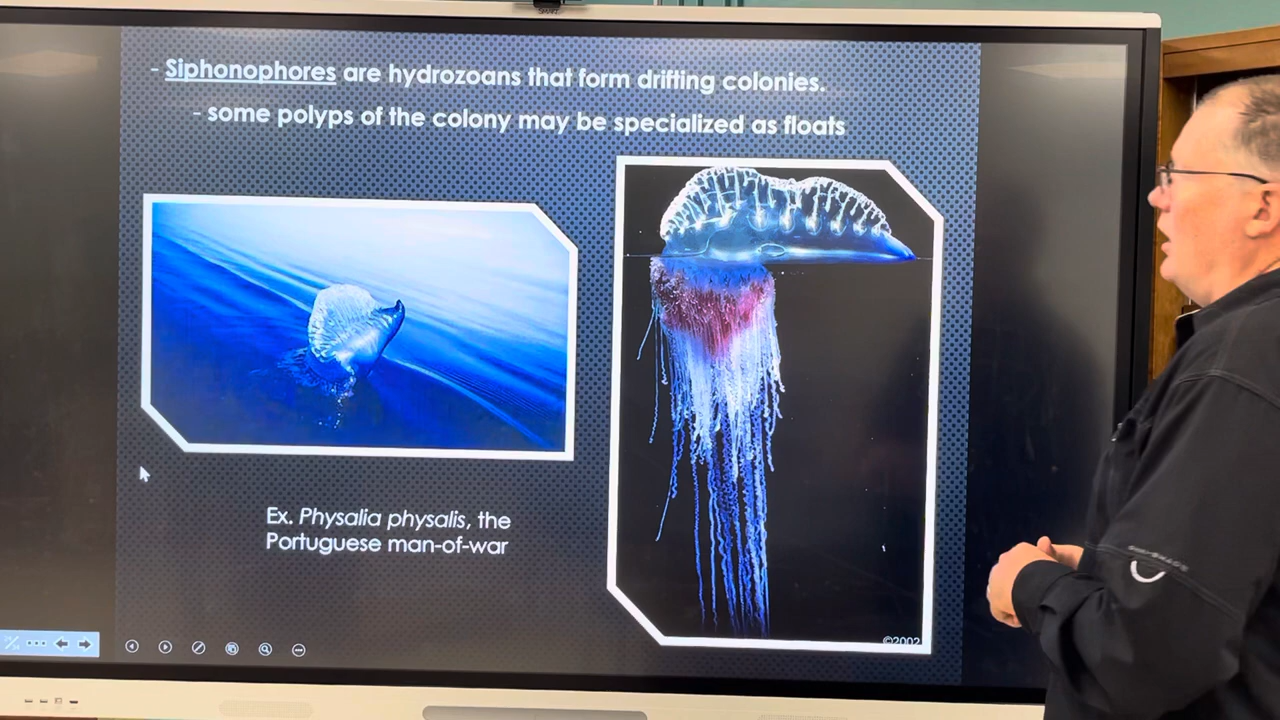 SMART
- Siphonophores are hydrozoans that form drifting colonies.
- some polyps of the colony may be specialized as floats
Ex. Physalia physalis, the
Portuguese man-of-war
©2002